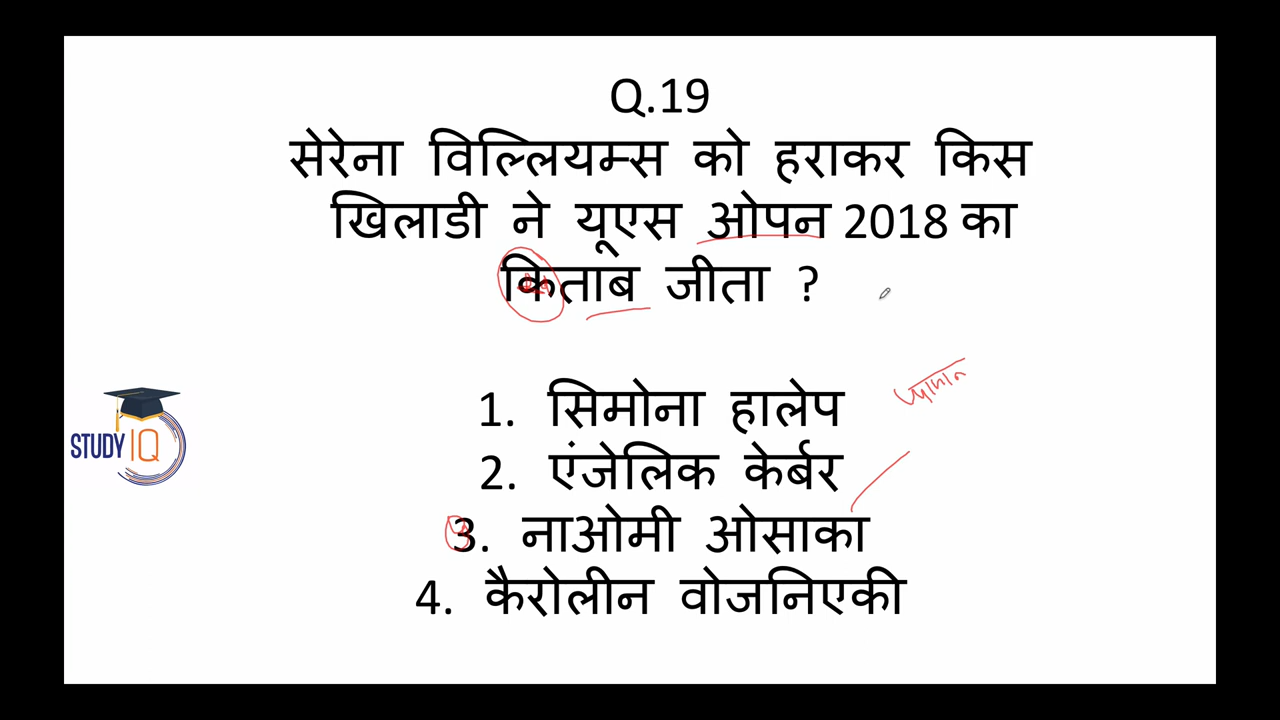 Q.19
सेरेना विल्लियम्स को हराकर किस
खिलाडी ने यूएस ओपन 2018 का
किताब जीता ?
1. सिमोना हालेप
STUDY IQ
2. एंजेलिक केर्बर
3. नाओमी ओसाका
4. कैरोलीन वोजनिएकी